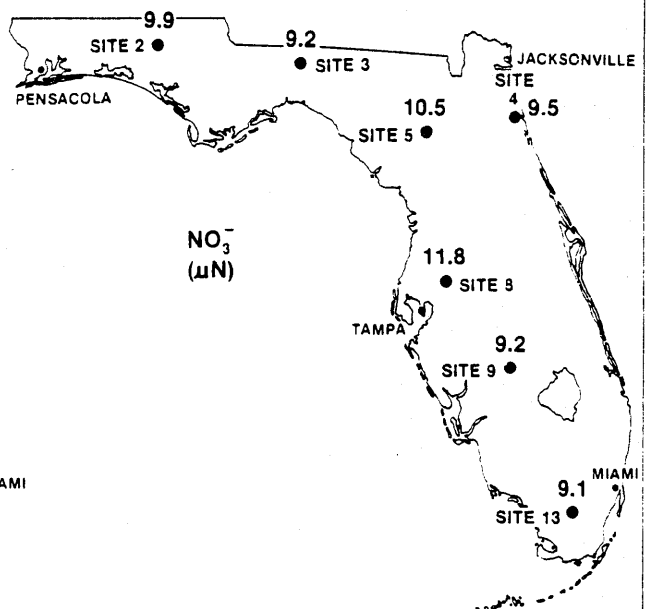 9.9
SITE 2
9.2
SITE 3
JACKSONVILLE
SITE
4 9.5
PENSACOLA
10.5
SITE 5
NO₃⁻
(µN)
11.8
SITE 8
TAMPA
9.2
SITE 9
AMI
MIAMI
9.1
SITE 13